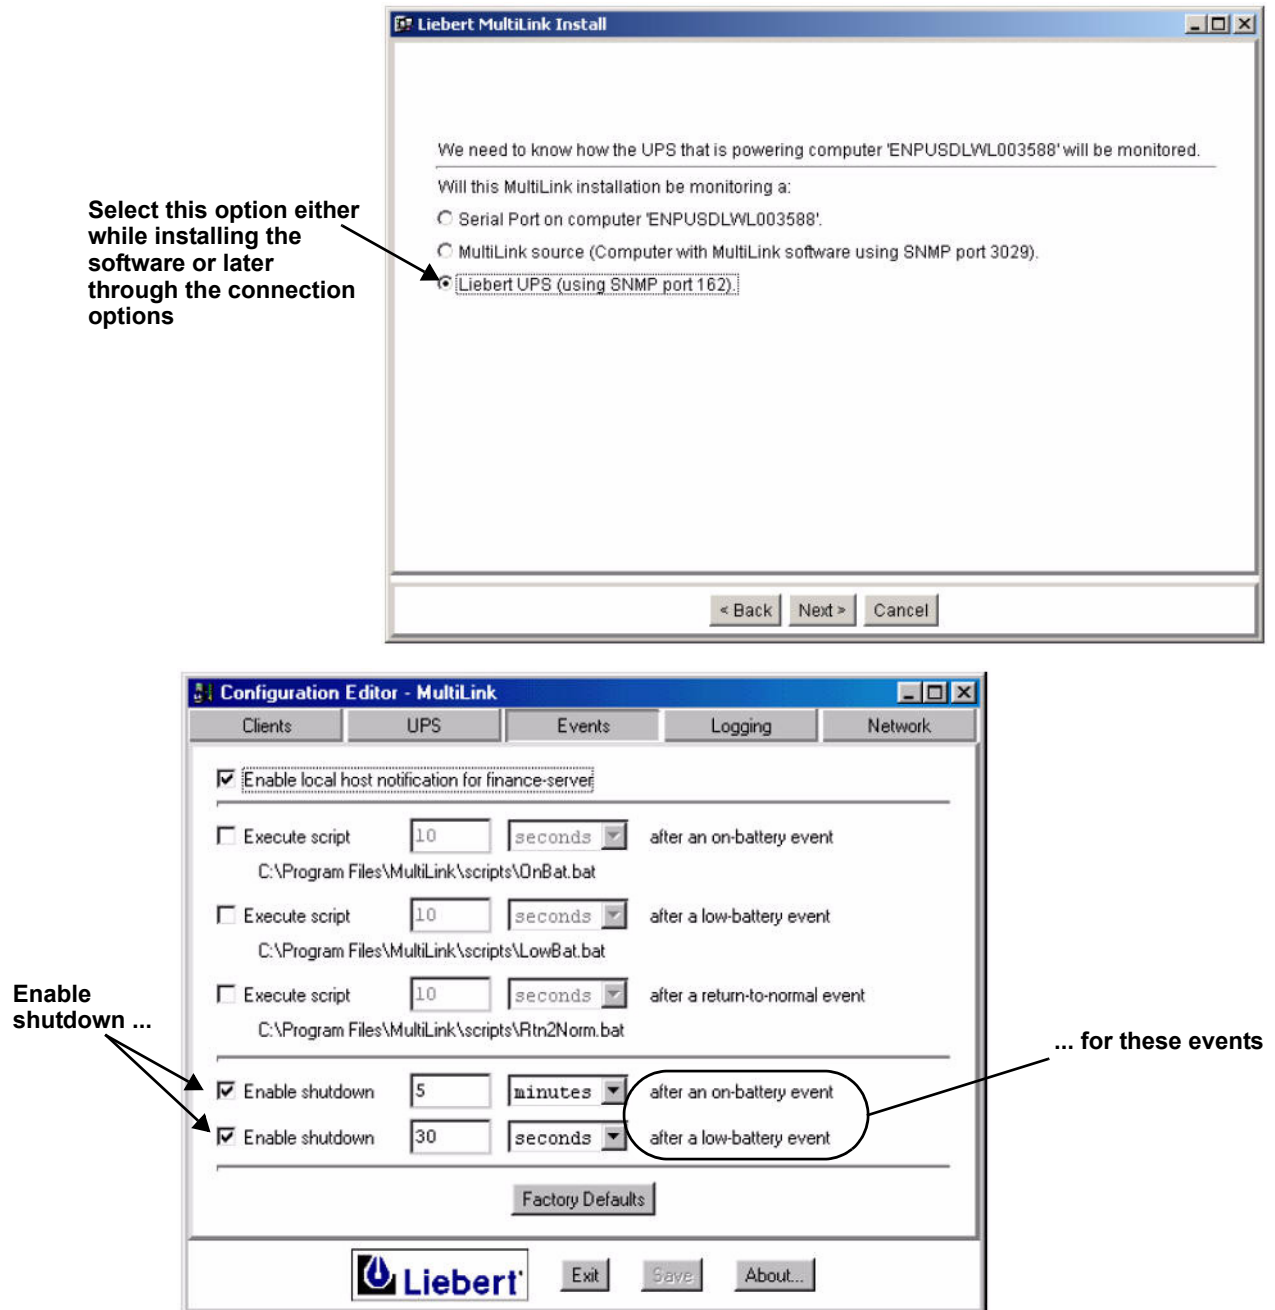 Liebert MultiLink Install
We need to know how the UPS that is powering computer 'ENPUSDLWL003588' will be monitored.
Will this MultiLink installation be monitoring a:
Serial Port on computer 'ENPUSDLWL003588'.
MultiLink source (Computer with MultiLink software using SNMP port 3029).
Liebert UPS (using SNMP port 162).
Select this option either
while installing the
software or later
through the connection
options
< Back Next > Cancel
Configuration Editor - MultiLink
Clients UPS Events Logging Network
Enable local host notification for finance-server
Execute script 10 seconds after an on-battery event
C:\Program Files\MultiLink\scripts\OnBat.bat
Execute script 10 seconds after a low-battery event
C:\Program Files\MultiLink\scripts\LowBat.bat
Execute script 10 seconds after a return-to-normal event
C:\Program Files\MultiLink\scripts\Rtn2Norm.bat
Enable
shutdown ...
... for these events
Enable shutdown 5 minutes after an on-battery event
Enable shutdown 30 seconds after a low-battery event
Factory Defaults
Liebert Exit Save About...